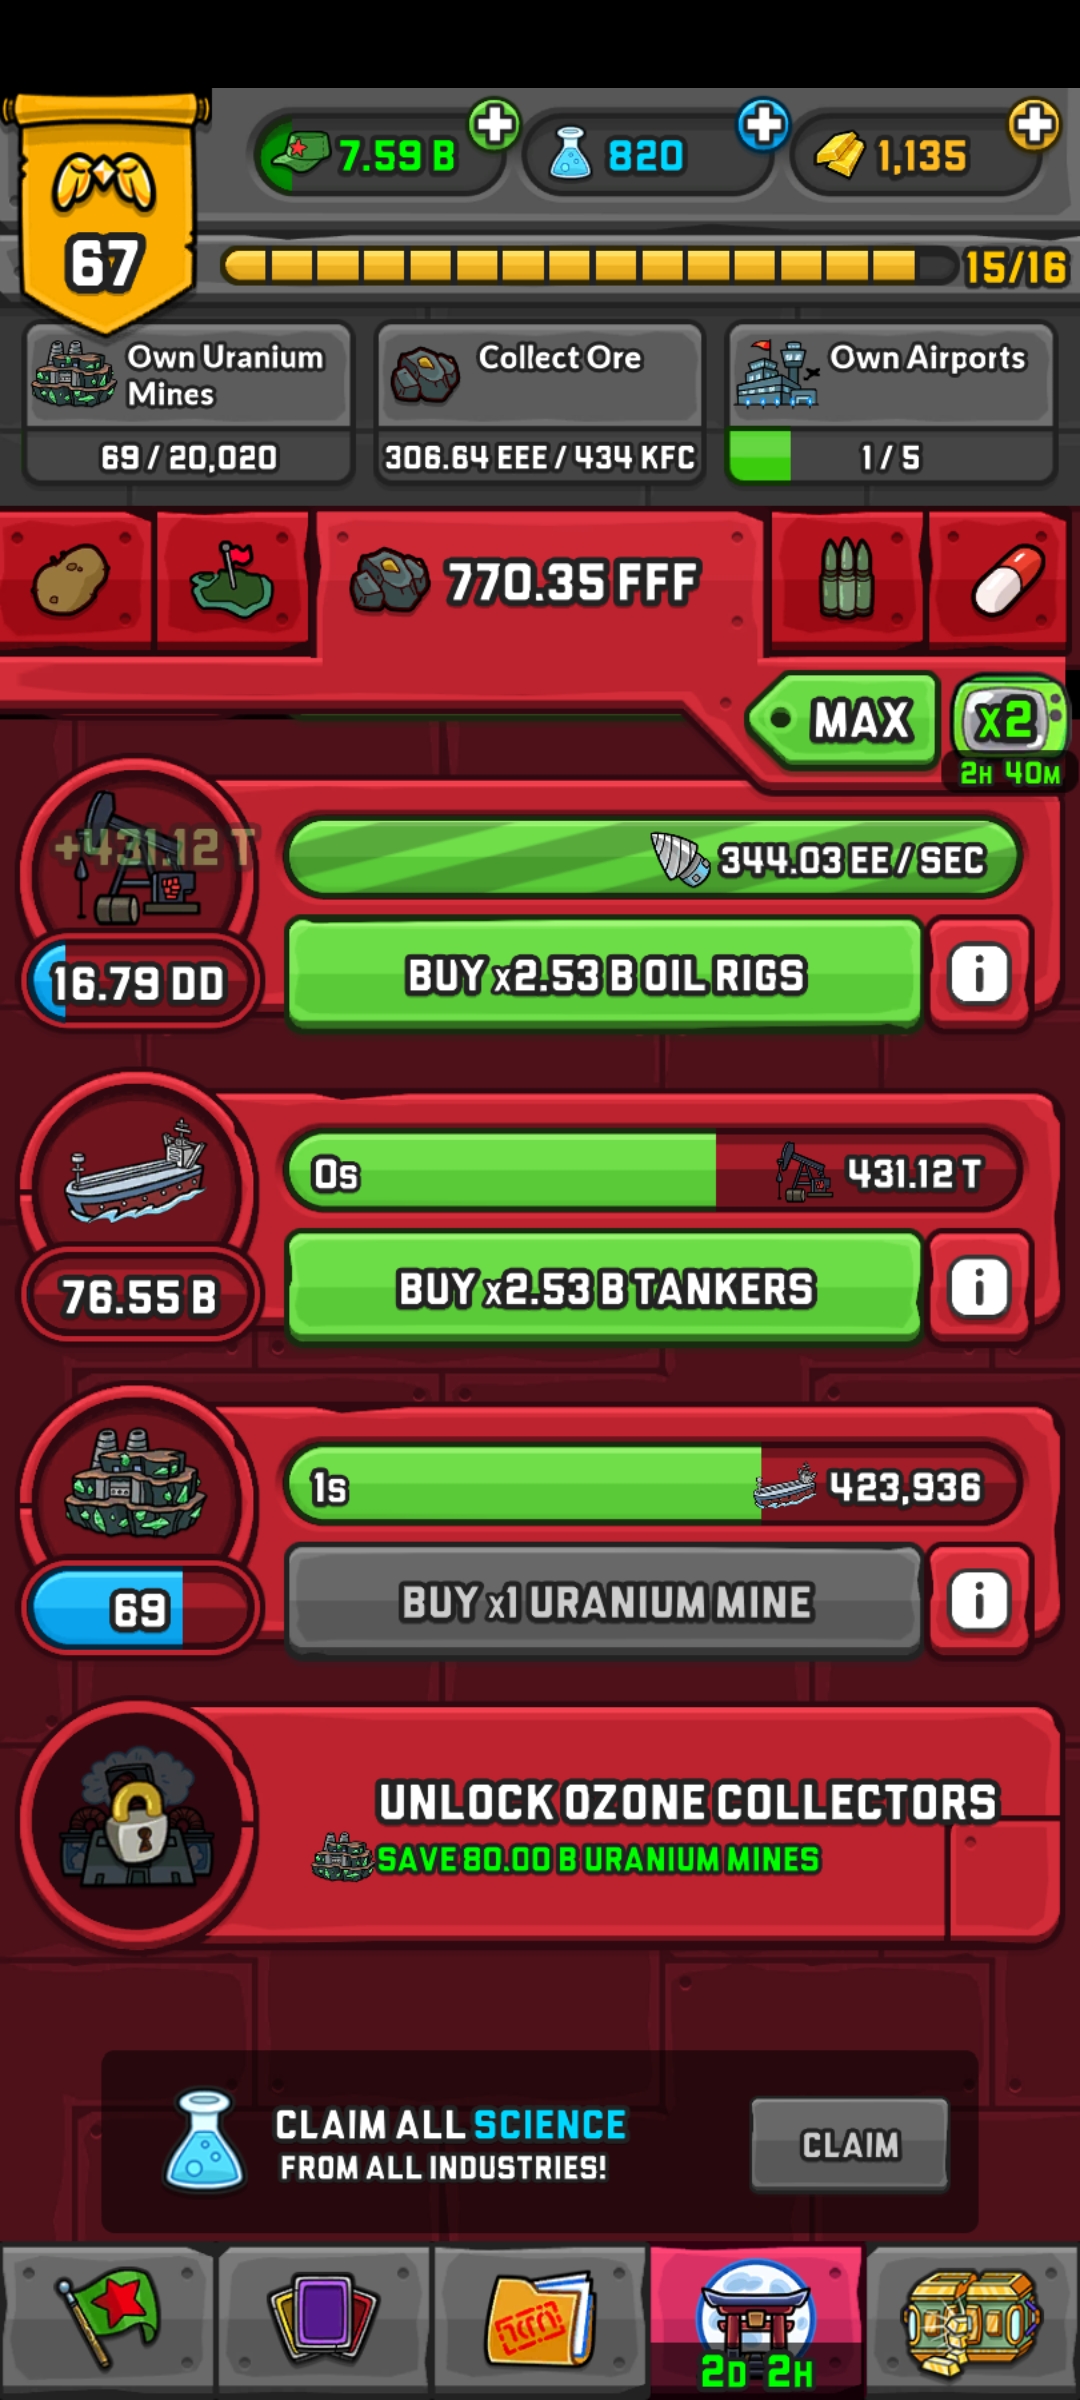 7.59 B
820
1,135
67
15/16
Own Uranium
Mines
69 / 20,020
Collect Ore
306.64 EEE / 434 KFC
Own Airports
1 / 5
770.35 FFF
MAX
x2
2H 40M
+431.12 T
344.03 EE / SEC
16.79 DD
BUY x2.53 B OIL RIGS
i
0s
431.12 T
76.55 B
BUY x2.53 B TANKERS
i
1s
423,936
69
BUY x1 URANIUM MINE
i
UNLOCK OZONE COLLECTORS
SAVE 80.00 B URANIUM MINES
CLAIM ALL SCIENCE
FROM ALL INDUSTRIES!
CLAIM
2D 2H